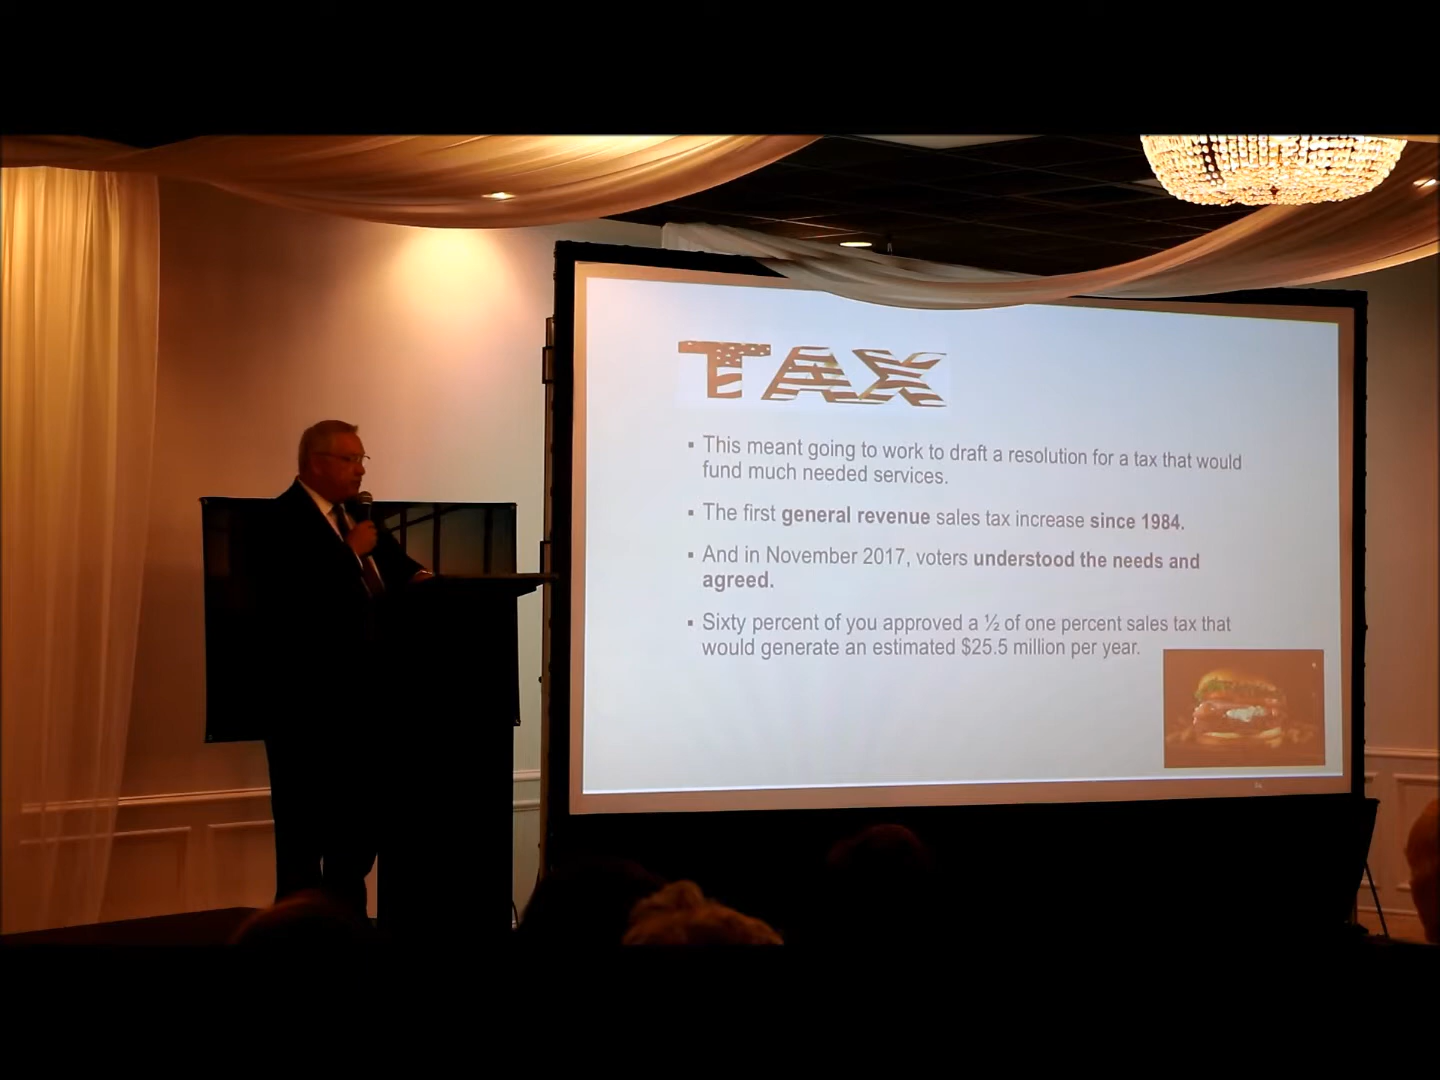 TAX
▪ This meant going to work to draft a resolution for a tax that would
fund much needed services.
▪ The first general revenue sales tax increase since 1984.
▪ And in November 2017, voters understood the needs and
agreed.
▪ Sixty percent of you approved a ½ of one percent sales tax that
would generate an estimated $25.5 million per year.